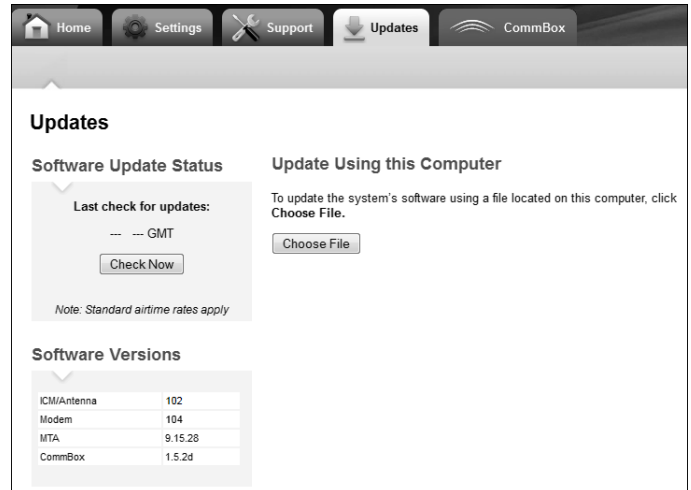 Home
Settings
Support
Updates
CommBox
Updates
Software Update Status
Last check for updates:
--- --- GMT
Check Now
Note: Standard airtime rates apply
Software Versions
ICM/Antenna 102
Modem 104
MTA 9.15.28
CommBox 1.5.2d
Update Using this Computer
To update the system's software using a file located on this computer, click
Choose File.
Choose File